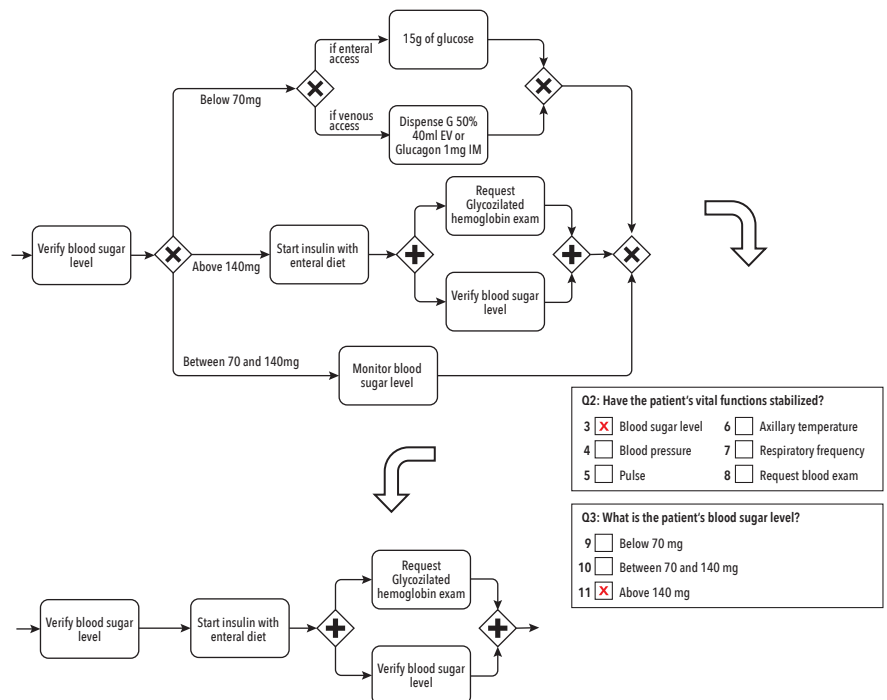 if enteral
access
15g of glucose
Below 70mg
if venous
access
Dispense G 50%
40ml EV or
Glucagon 1mg IM
Request
Glycozilated
hemoglobin exam
Verify blood sugar
level
Above 140mg
Start insulin with
enteral diet
Verify blood sugar
level
Between 70 and 140mg
Monitor blood
sugar level
Q2: Have the patient's vital functions stabilized?
3 X Blood sugar level
6 Axillary temperature
4 Blood pressure
7 Respiratory frequency
5 Pulse
8 Request blood exam
Q3: What is the patient's blood sugar level?
9 Below 70 mg
10 Between 70 and 140 mg
11 X Above 140 mg
Request
Glycozilated
hemoglobin exam
Verify blood sugar
level
Start insulin with
enteral diet
Verify blood sugar
level